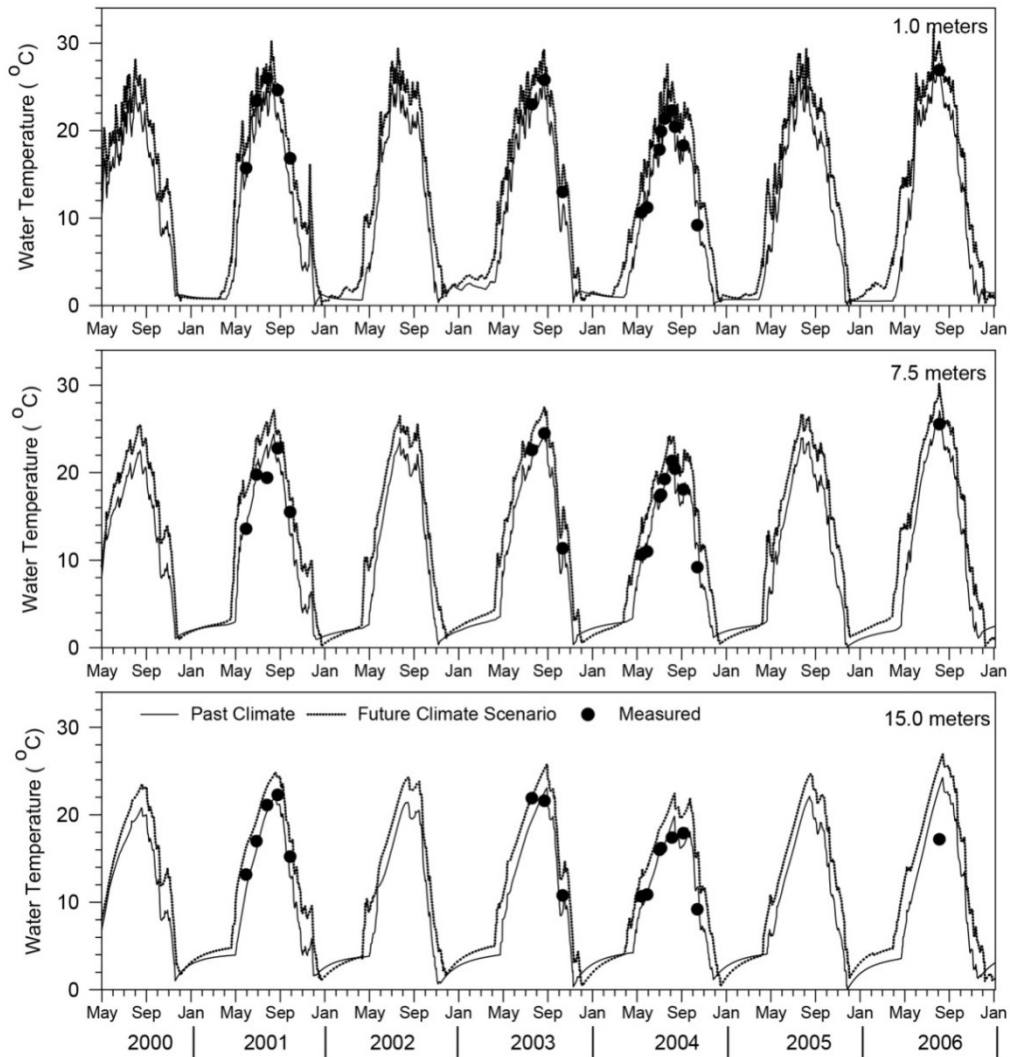 1.0 meters
Water Temperature ( °C)
30
20
10
0
May Sep Jan May Sep Jan May Sep Jan May Sep Jan May Sep Jan May Sep Jan May Sep Jan
7.5 meters
Water Temperature ( °C)
30
20
10
0
May Sep Jan May Sep Jan May Sep Jan May Sep Jan May Sep Jan May Sep Jan May Sep Jan
Past Climate Future Climate Scenario Measured
15.0 meters
Water Temperature ( °C)
30
20
10
0
May Sep Jan May Sep Jan May Sep Jan May Sep Jan May Sep Jan May Sep Jan May Sep Jan
2000 2001 2002 2003 2004 2005 2006